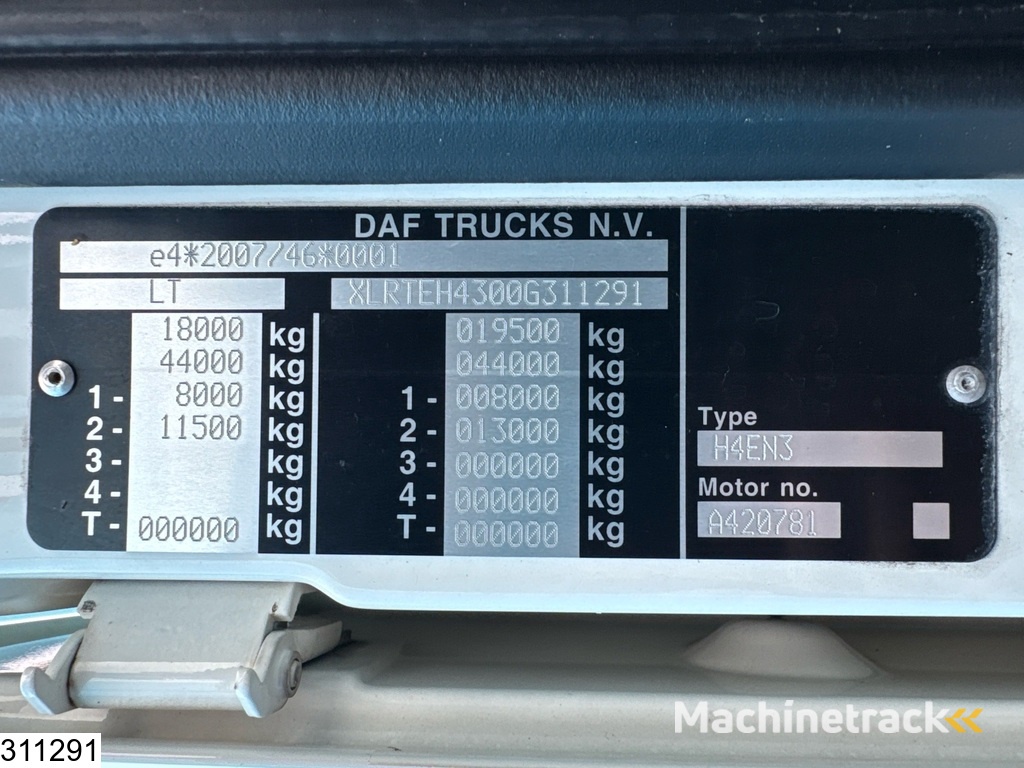 DAF TRUCKS N.V.
e4*2007/46*0001
LT XLRTEH4300G311291
18000 kg 019500 kg
44000 kg 044000 kg
1- 8000 kg 1- 008000 kg
2- 11500 kg 2- 013000 kg
3- kg 3- 000000 kg
4- kg 4- 000000 kg
T- 000000 kg T- 000000 kg
Type
H4EN3
Motor no.
A420781
Machinetrack
311291